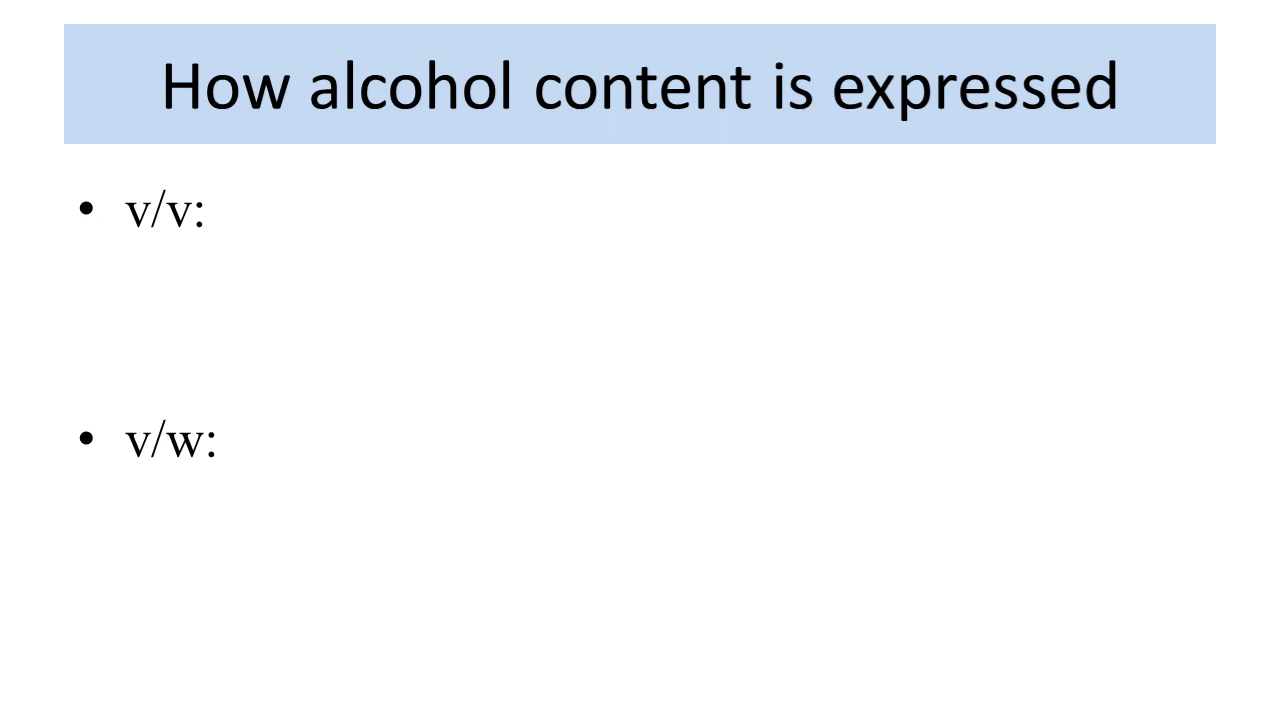 How alcohol content is expressed
• v/v:
• v/w: